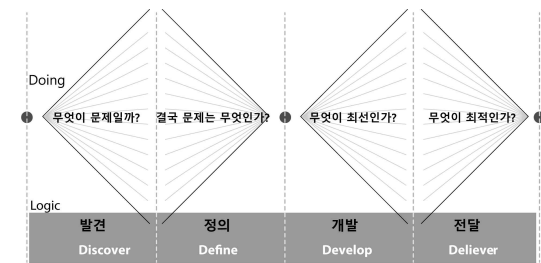 Doing
무엇이 문제일까? 결국 문제는 무엇인가? 무엇이 최선인가? 무엇이 최적인가?
Logic
발견 정의 개발 전달
Discover Define Develop Deliever